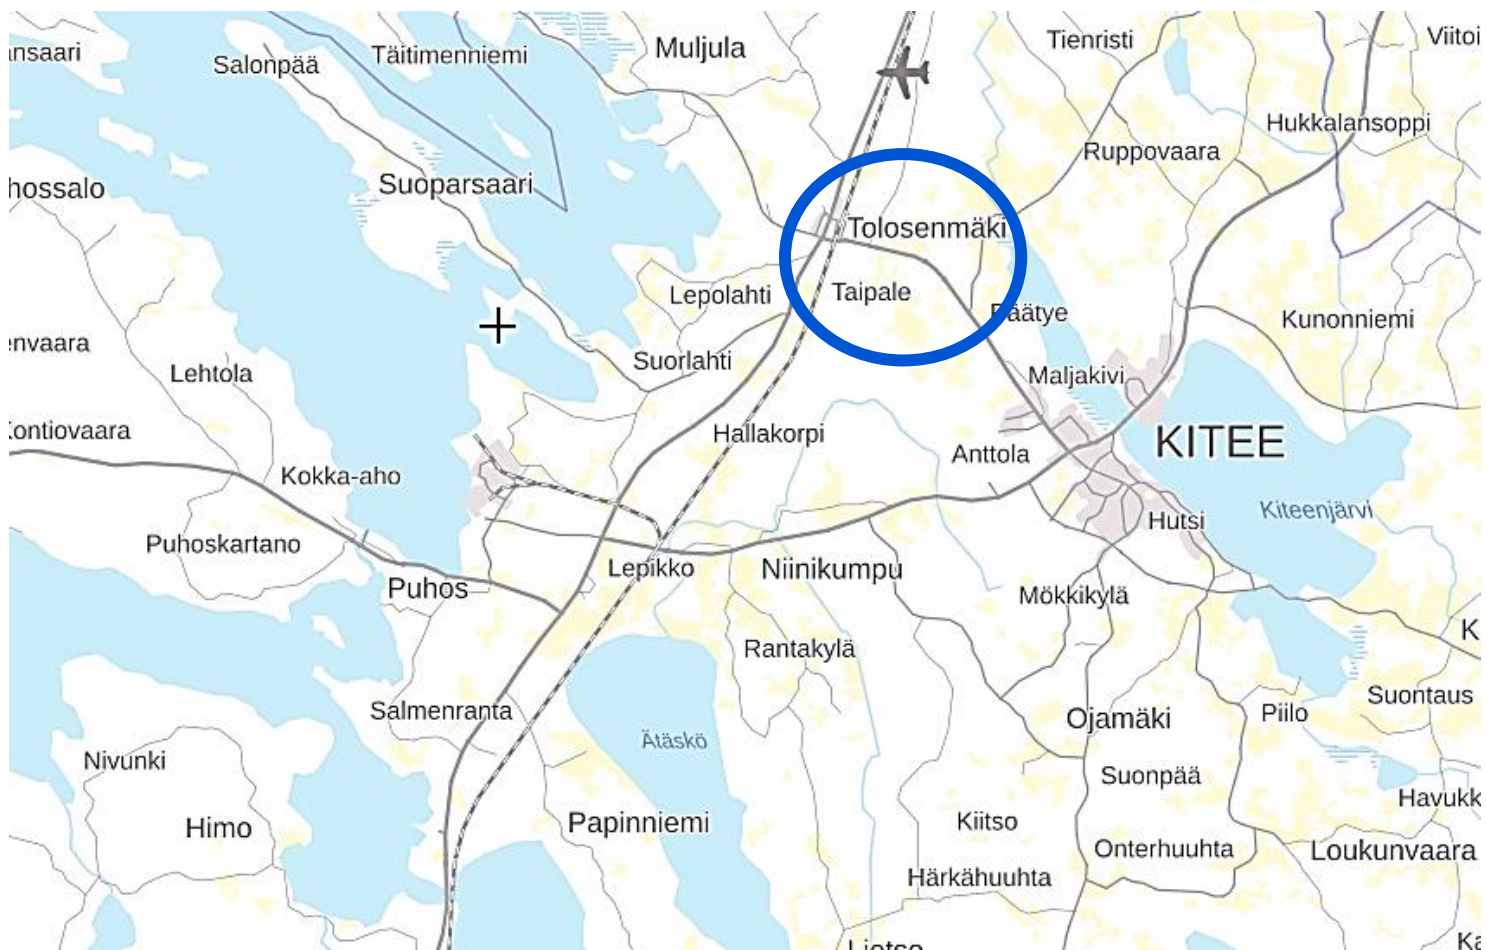 Muljula
Tienristi
Täitimenniemi
Salonpää
Hukkalansoppi
Ruppovaara
Suoparsaari
Tolosenmäki
Lepolahti
Taipale
Kunonniemi
Suorlahti
Lehtola
Maljakivi
Hallakorpi
KITEE
Anttola
Kokka-aho
Kiteenjärvi
Hutsi
Puhoskartano
Lepikko
Niinikumpu
Puhos
Mökkikylä
Rantakylä
Suontaus
Salmenranta
Piilo
Ojamäki
Ätäskö
Nivunki
Suonpää
Papinniemi
Kiitso
Himo
Onterhuuhta
Loukunvaara
Härkähuuhta